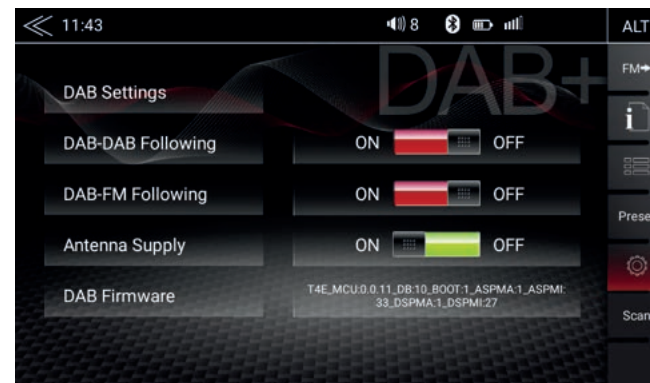 11:43
8
ALT
DAB+
FM
DAB Settings
i
DAB-DAB Following
ON
OFF
DAB-FM Following
ON
OFF
Prese
Antenna Supply
ON
OFF
DAB Firmware
T4E_MCU:0.0.11_DB:10_BOOT:1_ASPMA:1_ASPMI:
33_DSPMA:1_DSPMI:27
Scan